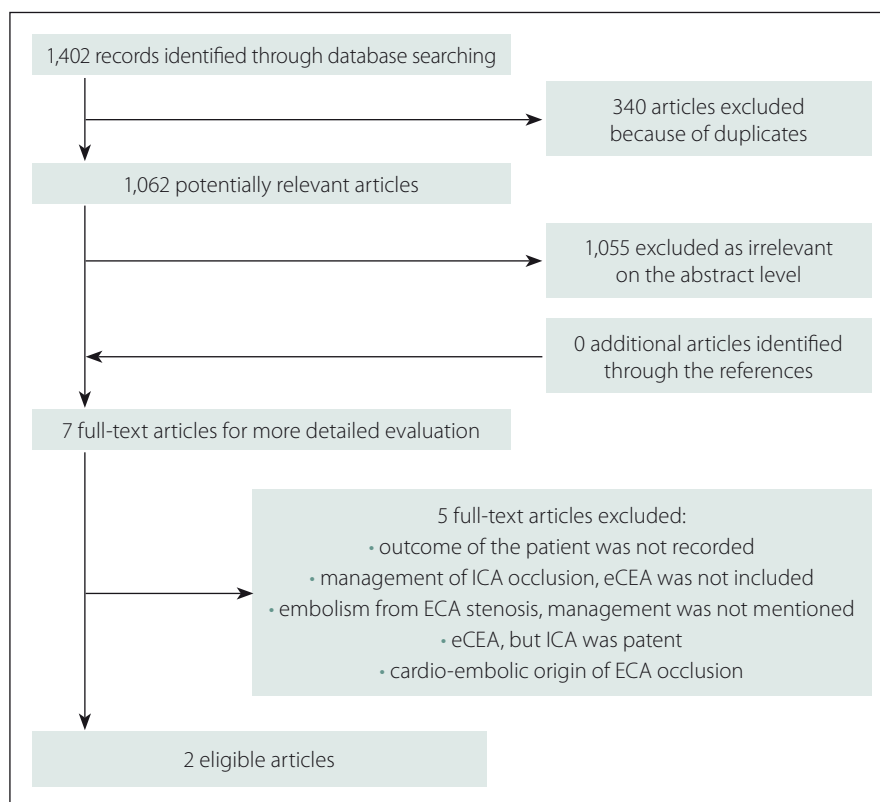 1,402 records identified through database searching
340 articles excluded
because of duplicates
1,062 potentially relevant articles
1,055 excluded as irrelevant
on the abstract level
0 additional articles identified
through the references
7 full-text articles for more detailed evaluation
5 full-text articles excluded:
• outcome of the patient was not recorded
• management of ICA occlusion, eCEA was not included
• embolism from ECA stenosis, management was not mentioned
• eCEA, but ICA was patent
• cardio-embolic origin of ECA occlusion
2 eligible articles